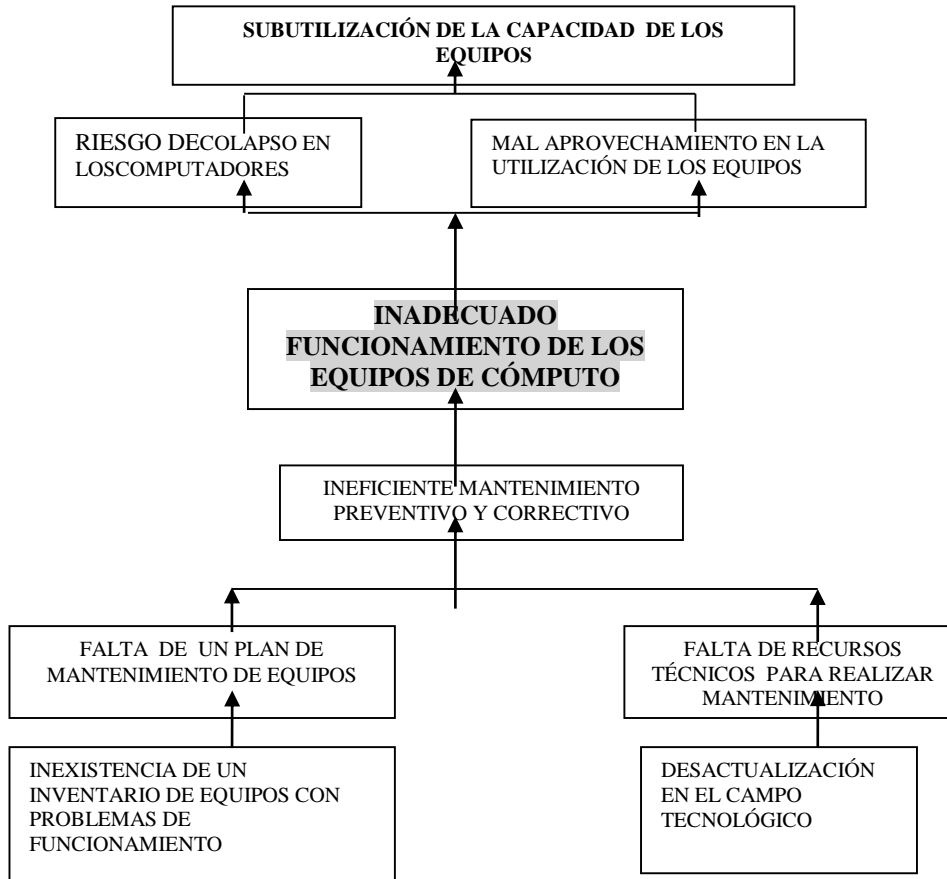 SUBUTILIZACIÓN DE LA CAPACIDAD DE LOS
EQUIPOS
RIESGO DECOLAPSO EN
LOSCOMPUTADORES
MAL APROVECHAMIENTO EN LA
UTILIZACIÓN DE LOS EQUIPOS
INADECUADO
FUNCIONAMIENTO DE LOS
EQUIPOS DE CÓMPUTO
INEFICIENTE MANTENIMIENTO
PREVENTIVO Y CORRECTIVO
FALTA DE UN PLAN DE
MANTENIMIENTO DE EQUIPOS
FALTA DE RECURSOS
TÉCNICOS PARA REALIZAR
MANTENIMIENTO
INEXISTENCIA DE UN
INVENTARIO DE EQUIPOS CON
PROBLEMAS DE
FUNCIONAMIENTO
DESACTUALIZACIÓN
EN EL CAMPO
TECNOLÓGICO